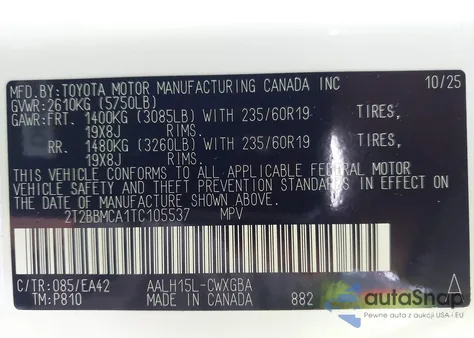 MFD.BY:TOYOTA MOTOR MANUFACTURING CANADA INC 10/25
GVWR:2610KG (5750LB)
GAWR:FRT. 1400KG (3085LB) WITH 235/60R19 TIRES,
19X8J RIMS.
RR. 1480KG (3260LB) WITH 235/60R19 TIRES,
19X8J RIMS.
THIS VEHICLE CONFORMS TO ALL APPLICABLE FEDERAL MOTOR
VEHICLE SAFETY AND THEFT PREVENTION STANDARDS IN EFFECT ON
THE DATE OF MANUFACTURE SHOWN ABOVE.
2T2BBMCA1TC105537 MPV
C/TR:085/EA42 AALH15L-CWXGBA A
TM:P810 MADE IN CANADA 882
autoSnap
Pewne auta z aukcji USA i EU